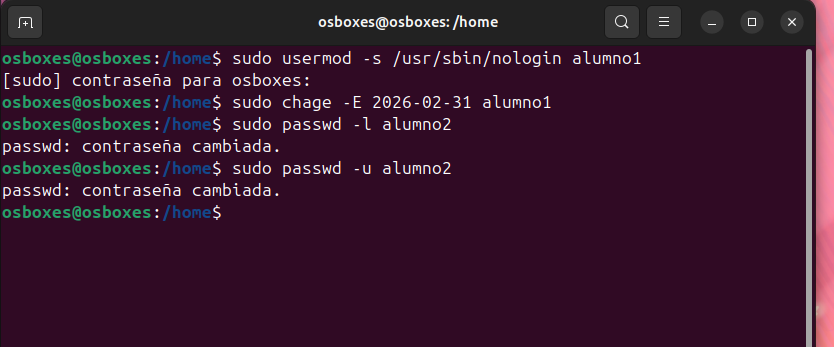 osboxes@osboxes: /home
osboxes@osboxes:/home$ sudo usermod -s /usr/sbin/nologin alumno1
[sudo] contraseña para osboxes:
osboxes@osboxes:/home$ sudo chage -E 2026-02-31 alumno1
osboxes@osboxes:/home$ sudo passwd -l alumno2
passwd: contraseña cambiada.
osboxes@osboxes:/home$ sudo passwd -u alumno2
passwd: contraseña cambiada.
osboxes@osboxes:/home$